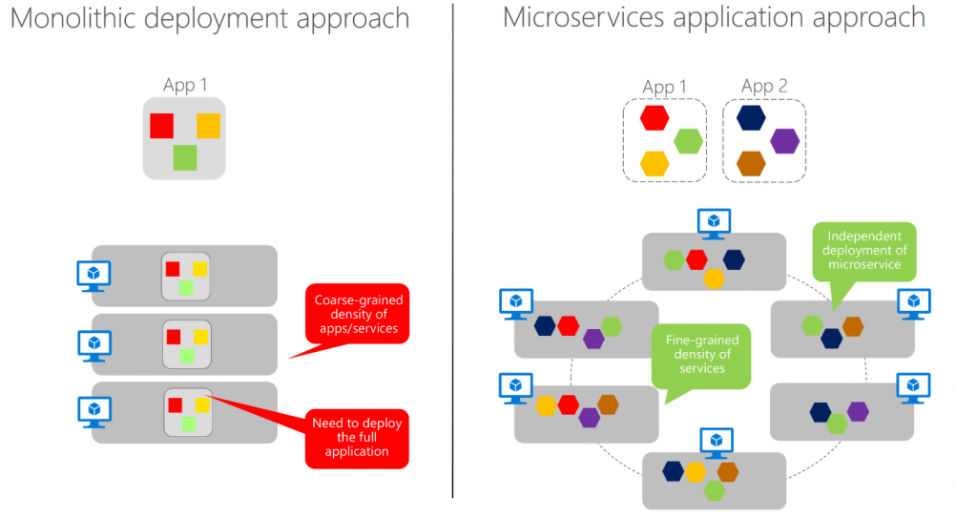 Monolithic deployment approach
App 1
Coarse-grained
density of
apps/services
Need to deploy
the full
application
Microservices application approach
App 1
App 2
Independent
deployment of
microservice
Fine-grained
density of
services